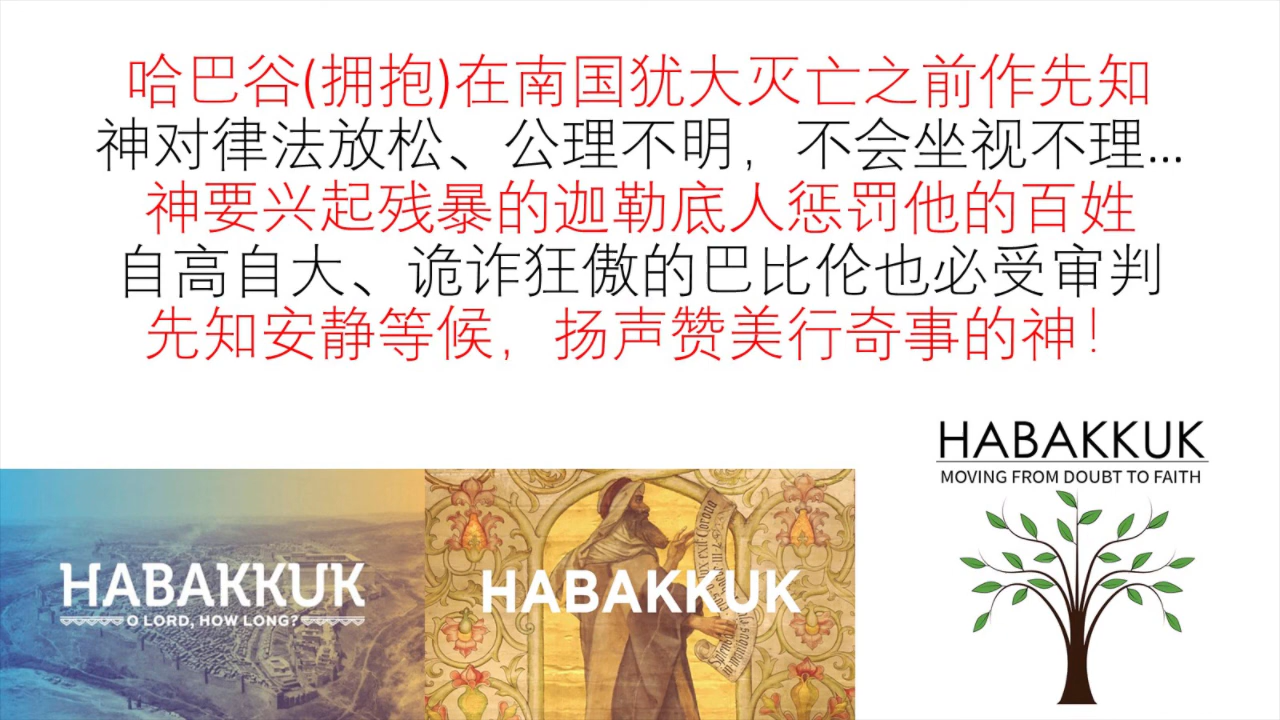 哈巴谷(拥抱)在南国犹大灭亡之前作先知
神对律法放松、公理不明，不会坐视不理...
神要兴起残暴的迦勒底人惩罚他的百姓
自高自大、诡诈狂傲的巴比伦也必受审判
先知安静等候，扬声赞美行奇事的神！
HABAKKUK
MOVING FROM DOUBT TO FAITH
HABAKKUK
O LORD, HOW LONG?
HABAKKUK